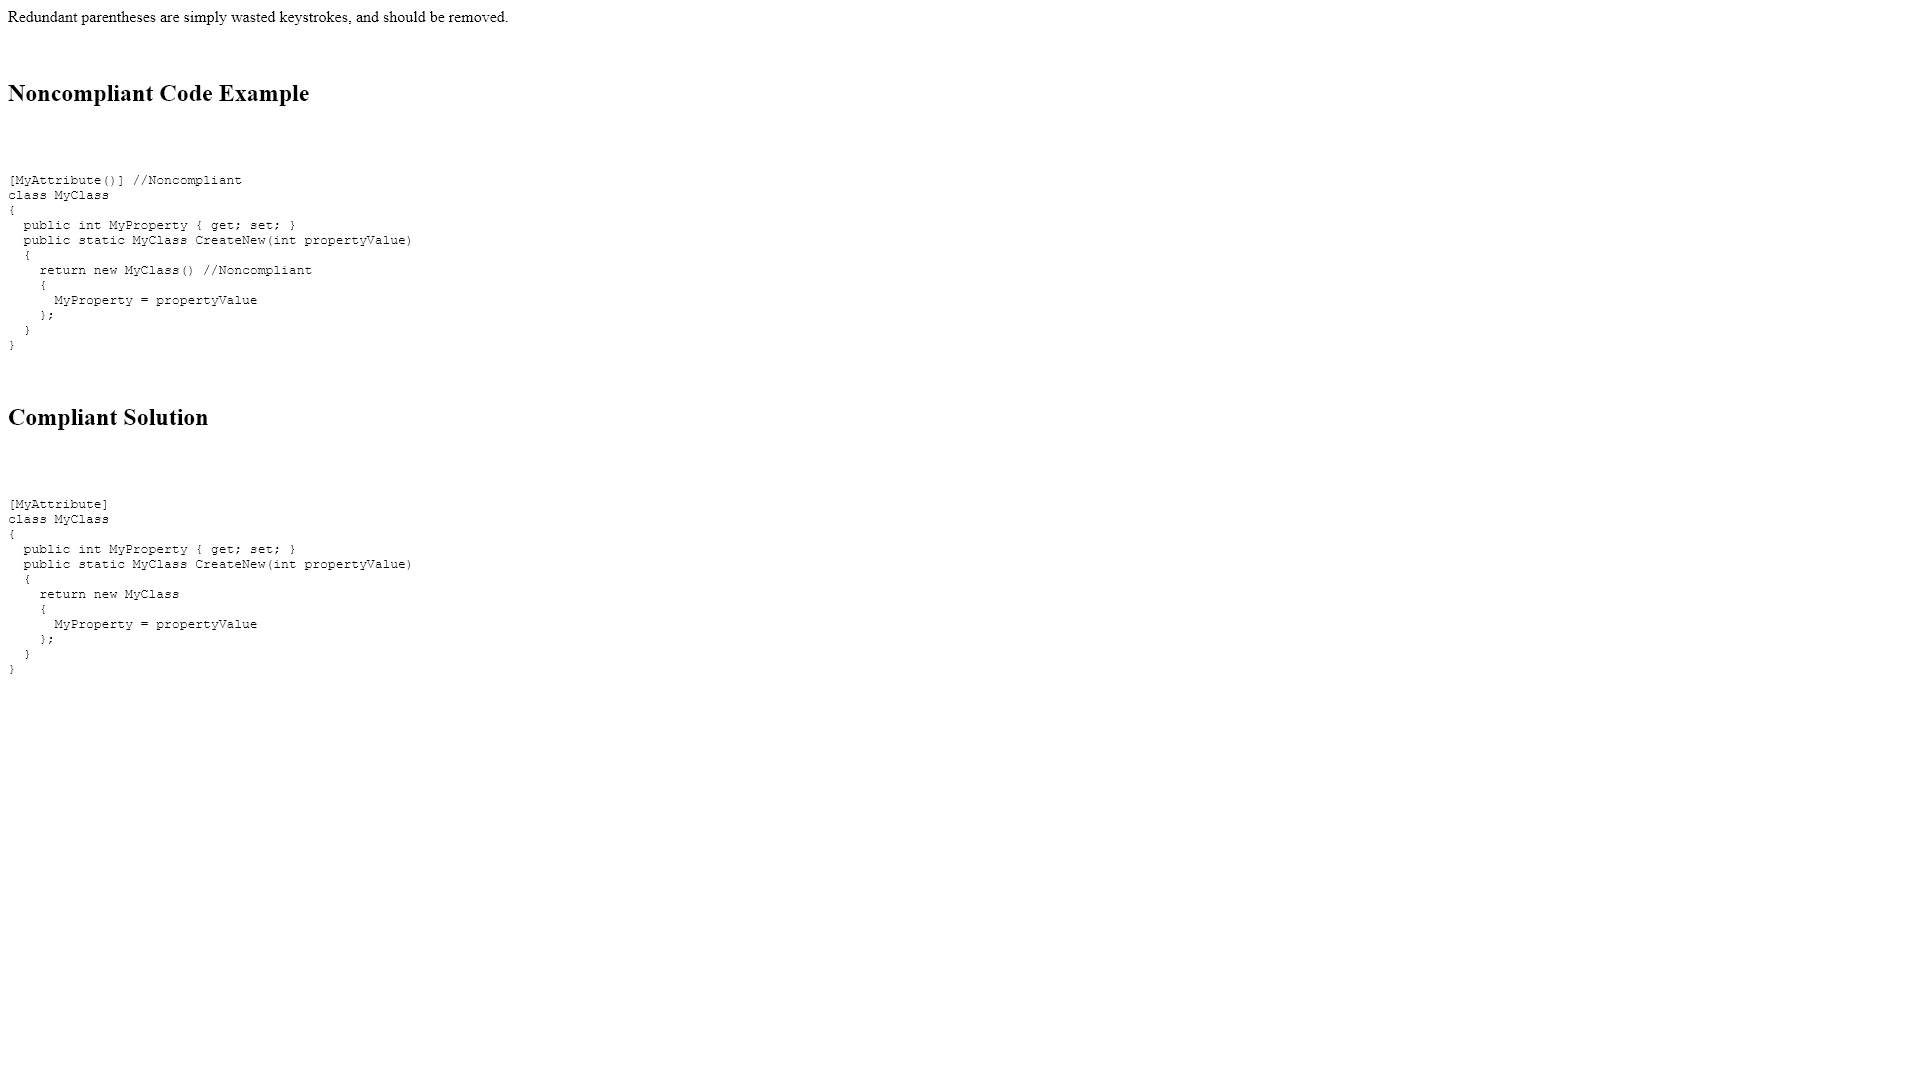 Redundant parentheses are simply wasted keystrokes, and should be removed.
Noncompliant Code Example
[MyAttribute()] //Noncompliant
class MyClass
{
  public int MyProperty { get; set; }
  public static MyClass CreateNew(int propertyValue)
  {
    return new MyClass() //Noncompliant
    {
      MyProperty = propertyValue
    };
  }
}
Compliant Solution
[MyAttribute]
class MyClass
{
  public int MyProperty { get; set; }
  public static MyClass CreateNew(int propertyValue)
  {
    return new MyClass
    {
      MyProperty = propertyValue
    };
  }
}